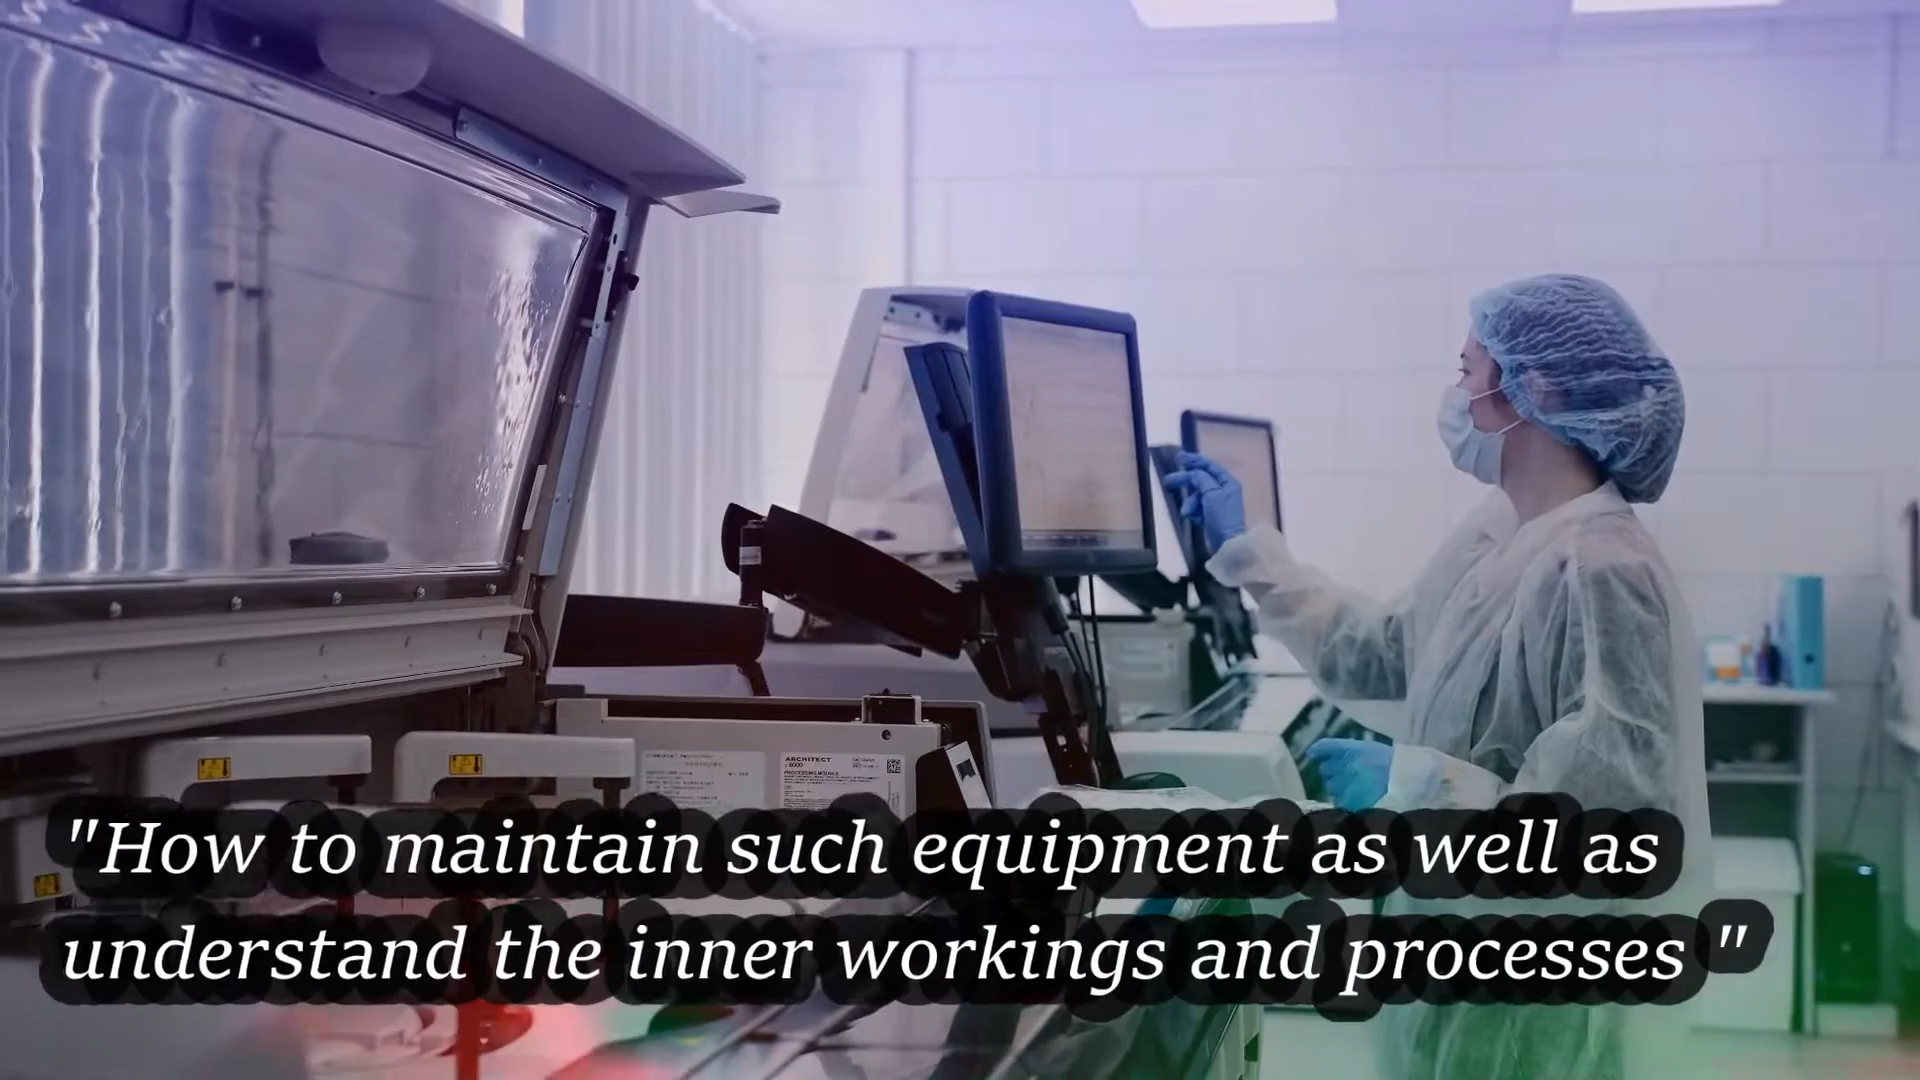 ARCHITECT
PROCESSING MODULE
"How to maintain such equipment as well as
understand the inner workings and processes "